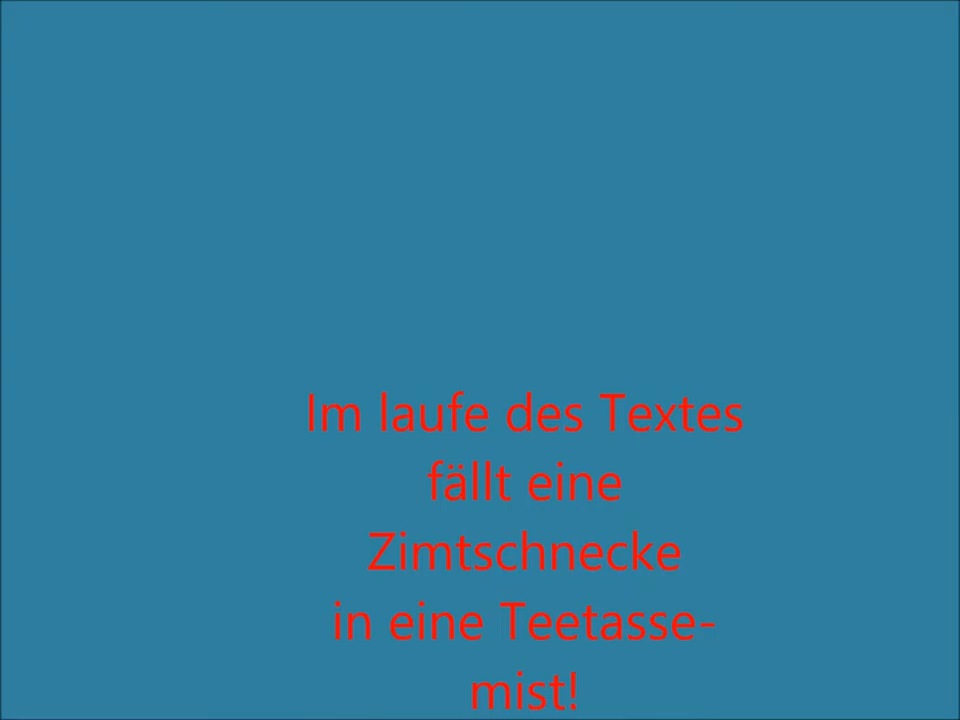 Im laufe des Textes
fällt eine
Zimtschnecke
in eine Teetasse-
mist!